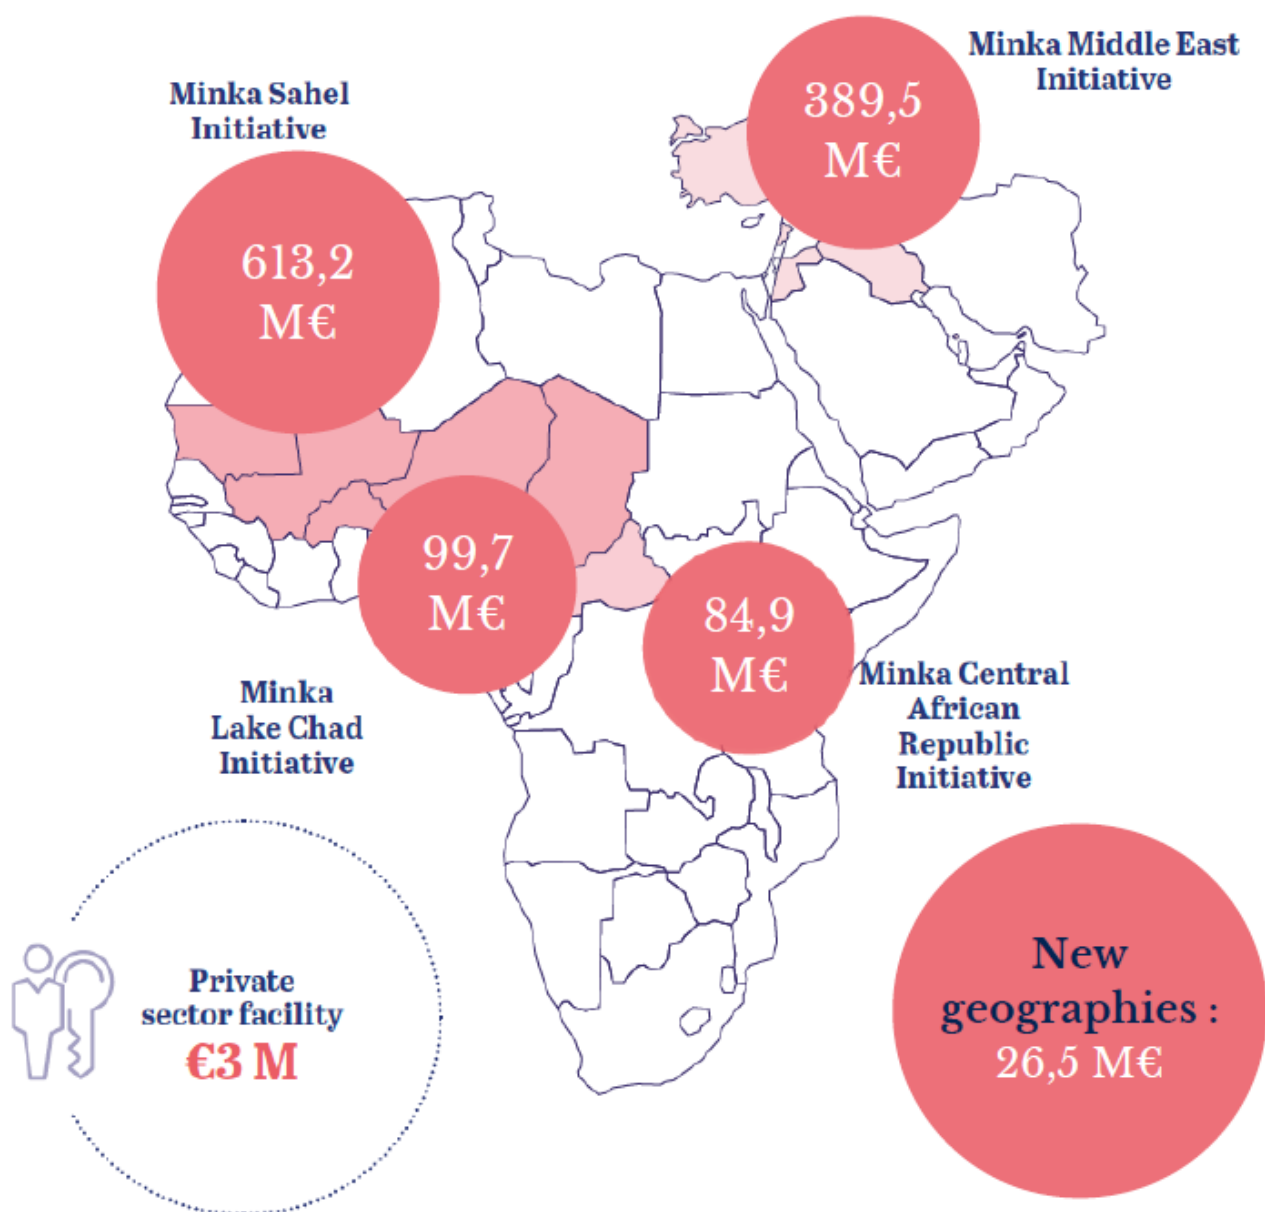 Minka Sahel
Initiative
613,2
M€
Minka Middle East
Initiative
389,5
M€
99,7
M€
Minka
Lake Chad
Initiative
84,9
M€
Minka Central
African
Republic
Initiative
Private
sector facility
€3 M
New
geographies :
26,5 M€